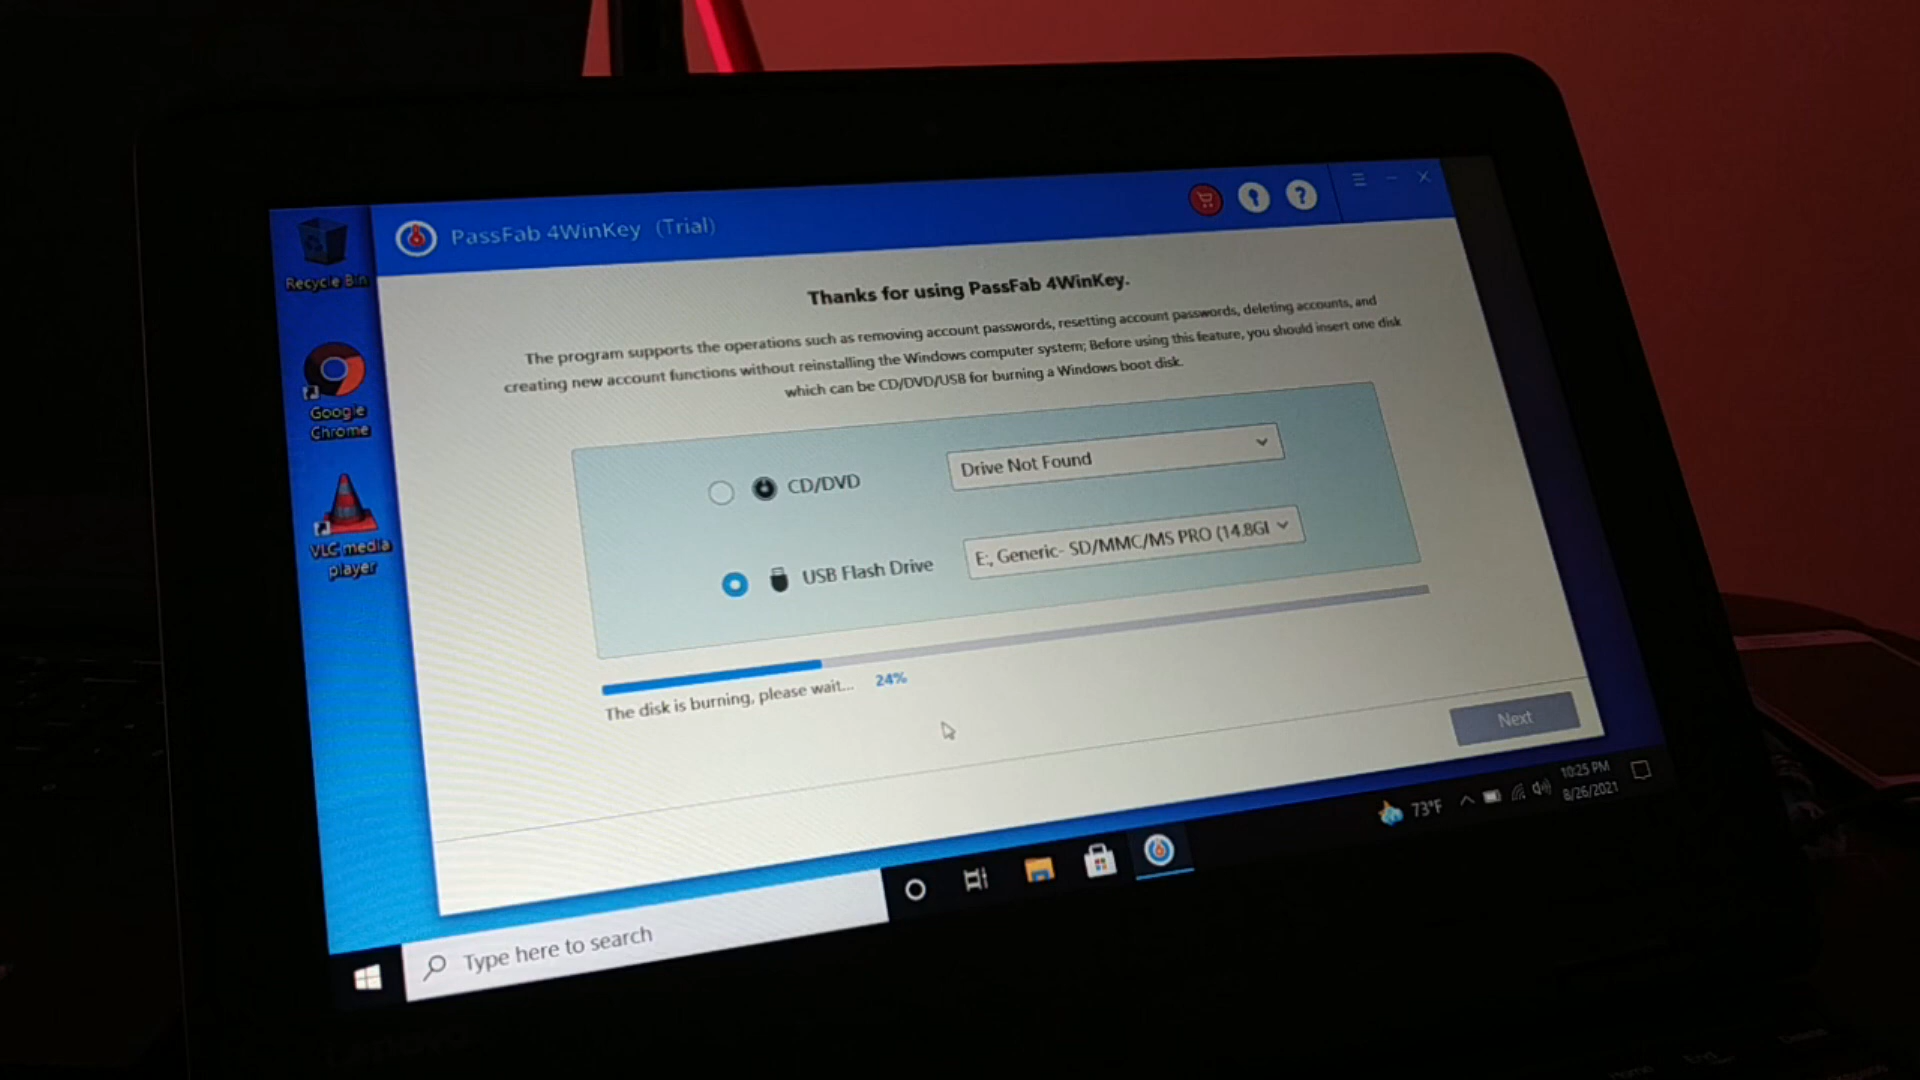 Recycle Bin
Google
Chrome
VLC media
player
PassFab 4WinKey (Trial)
?
Thanks for using PassFab 4WinKey.
The program supports the operations such as removing account passwords, resetting account passwords, deleting accounts, and
creating new account functions without reinstalling the Windows computer system; Before using this feature, you should insert one disk
which can be CD/DVD/USB for burning a Windows boot disk.
CD/DVD
Drive Not Found
USB Flash Drive
E:, Generic- SD/MMC/MS PRO (14.8GI
The disk is burning, please wait... 24%
Next
Type here to search
73°F
10:25 PM
8/26/2021